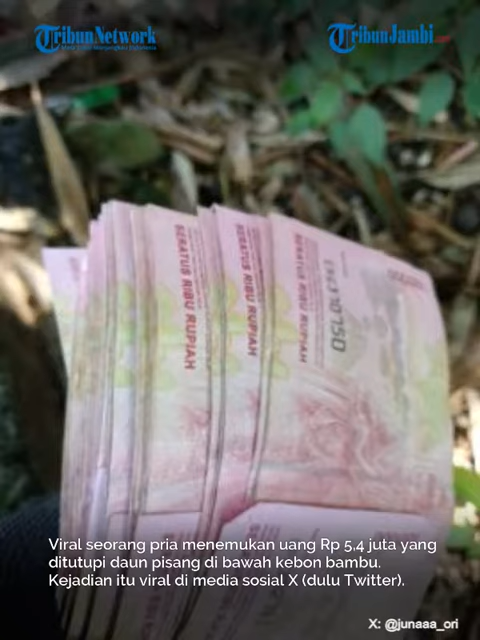 TribunNetwork
TribunJambi.com
SERATUS RIBU RUPIAH
SERATUS RIBU RUPIAH
SERATUS RIBU RUPIAH
Viral seorang pria menemukan uang Rp 5,4 juta yang
ditutupi daun pisang di bawah kebon bambu.
Kejadian itu viral di media sosial X (dulu Twitter).
X: @junaaa_ori